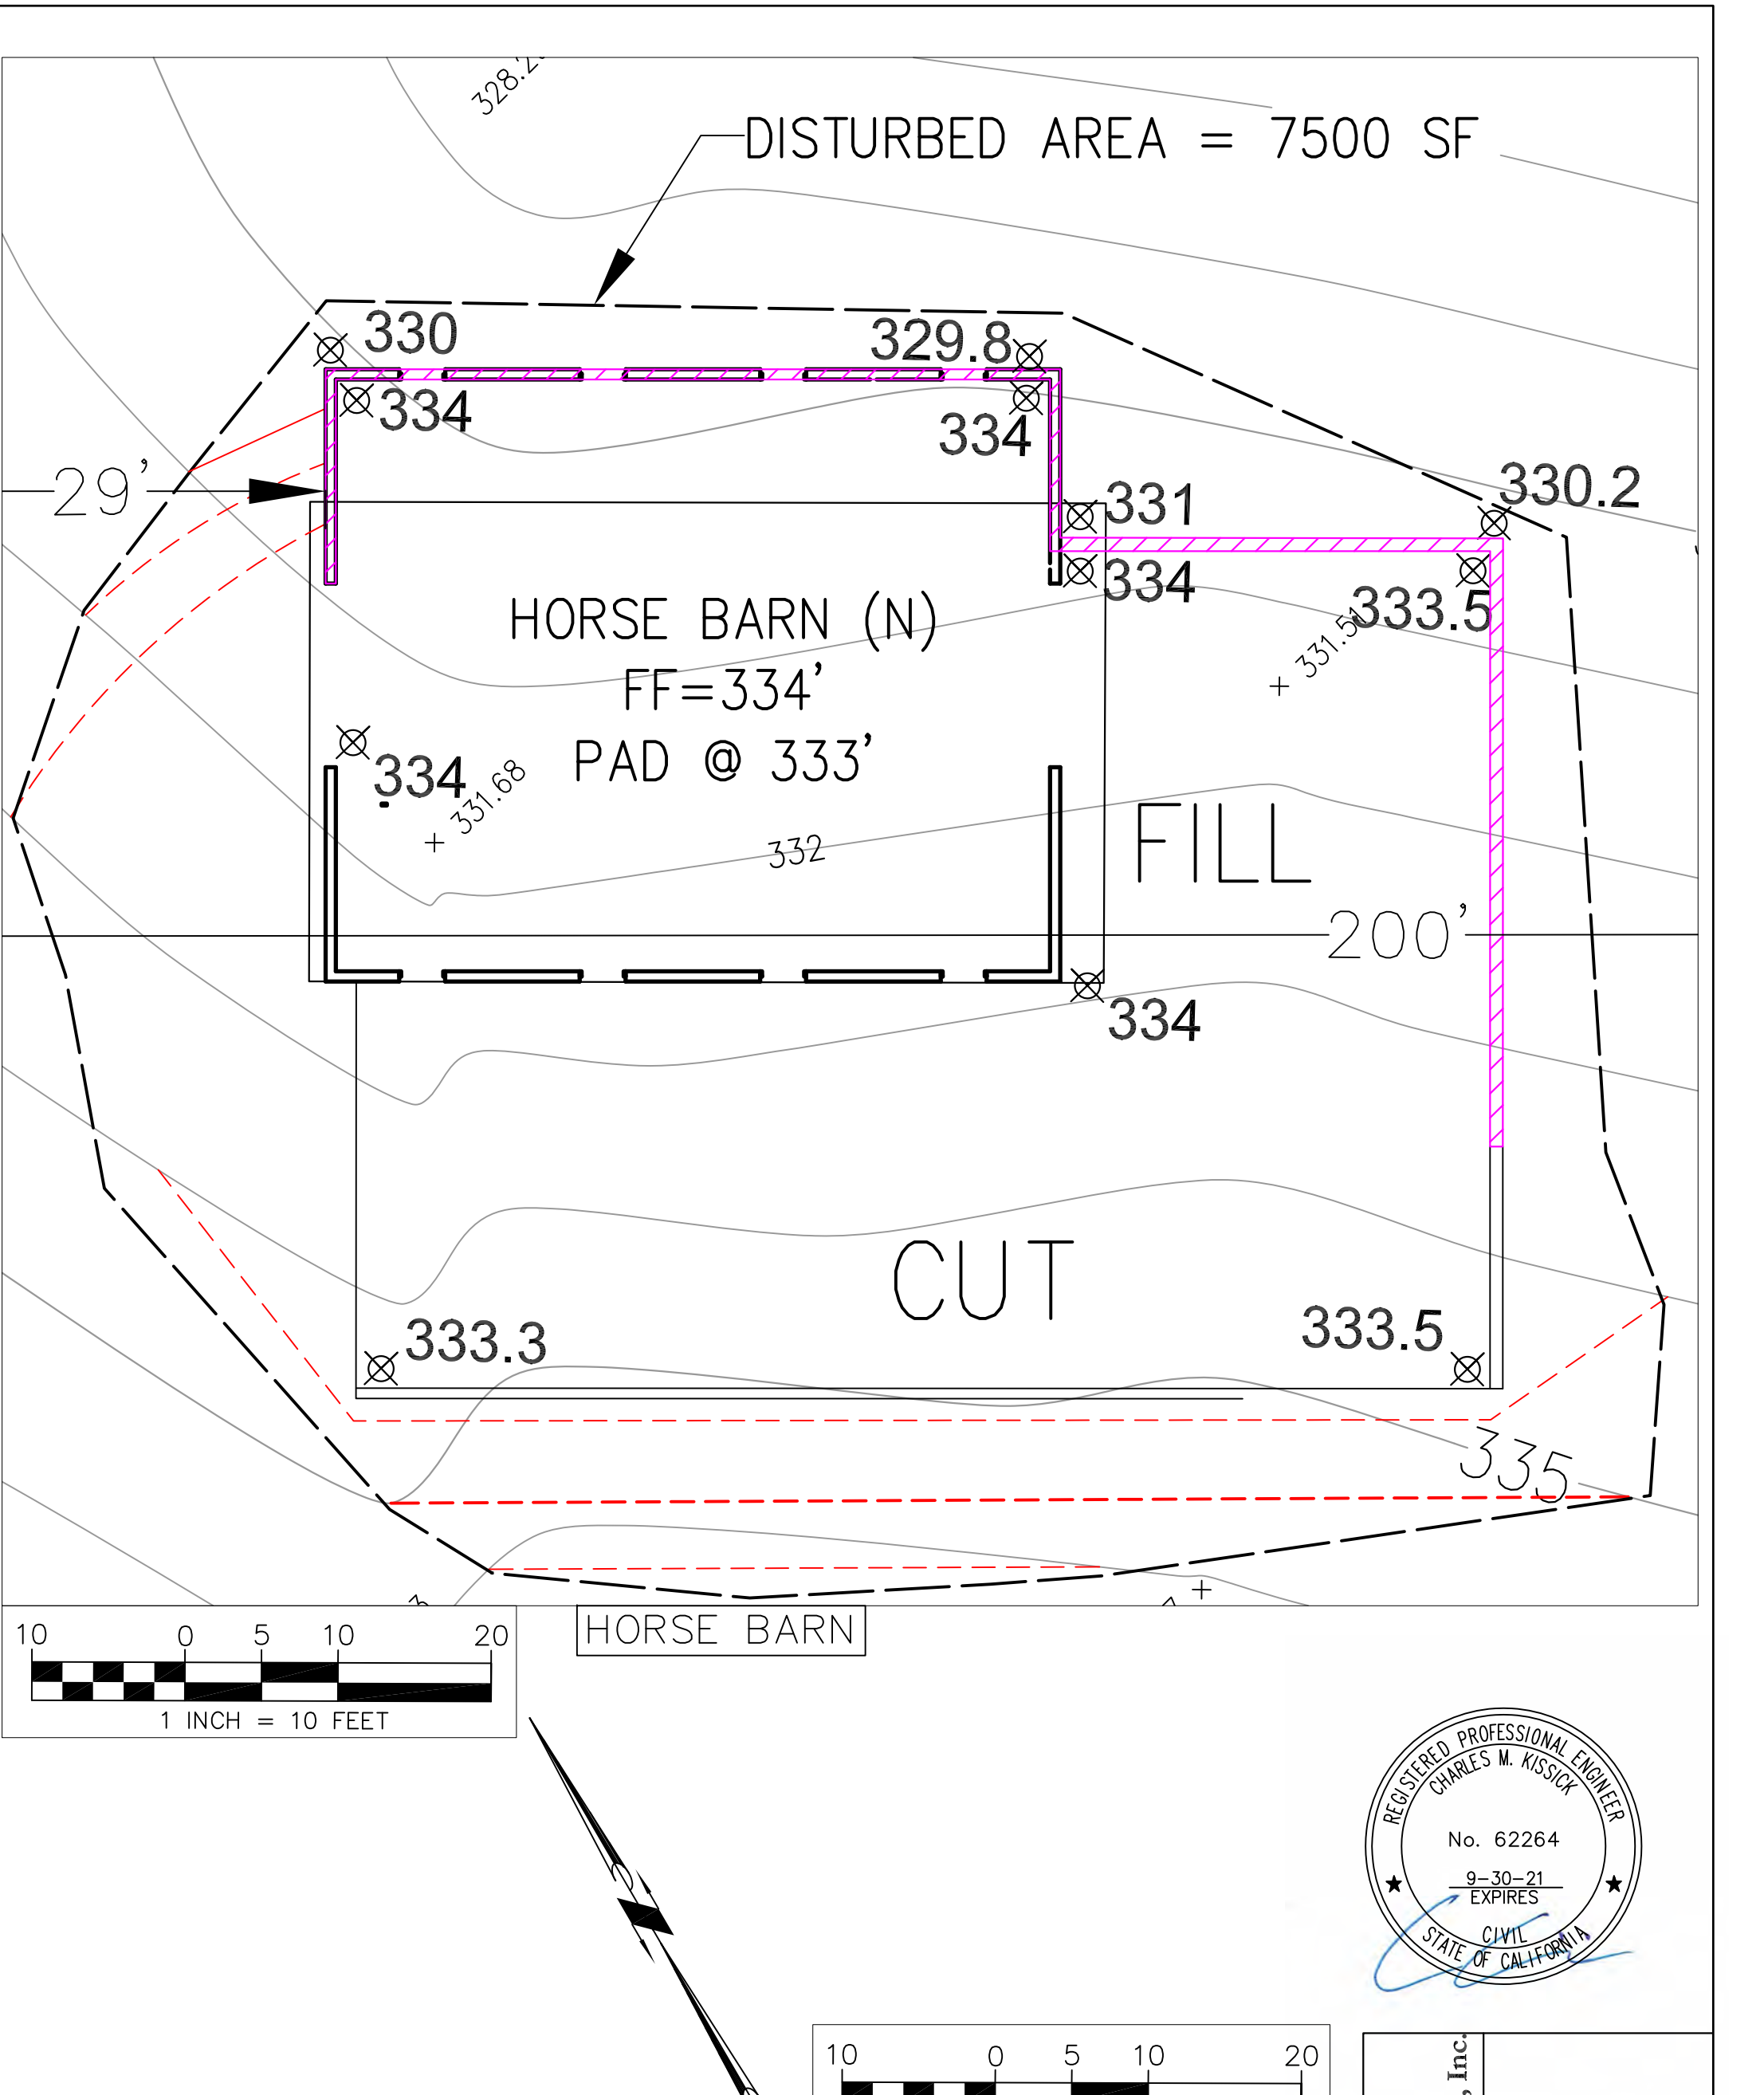 DISTURBED AREA = 7500 SF
330
329.8
334
334
29'
331
330.2
334
333.5
+ 331.51
HORSE BARN (N)
FF=334'
PAD @ 333'
334
+ 331.68
332
FILL
200'
334
CUT
333.3
333.5
335
HORSE BARN
10 0 5 10 20
1 INCH = 10 FEET
REGISTERED PROFESSIONAL ENGINEER
CHARLES M. KISSICK
No. 62264
9-30-21
EXPIRES
CIVIL
STATE OF CALIFORNIA
10 0 5 10 20
, Inc.